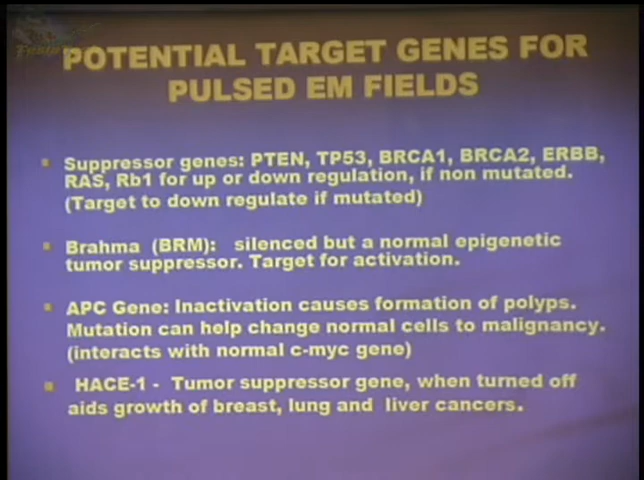 POTENTIAL TARGET GENES FOR
PULSED EM FIELDS
Suppressor genes: PTEN, TP53, BRCA1, BRCA2, ERBB,
RAS, Rb1 for up or down regulation, if non mutated.
(Target to down regulate if mutated)
Brahma (BRM): silenced but a normal epigenetic
tumor suppressor. Target for activation.
APC Gene: Inactivation causes formation of polyps.
Mutation can help change normal cells to malignancy.
(interacts with normal c-myc gene)
HACE-1 - Tumor suppressor gene, when turned off
aids growth of breast, lung and liver cancers.